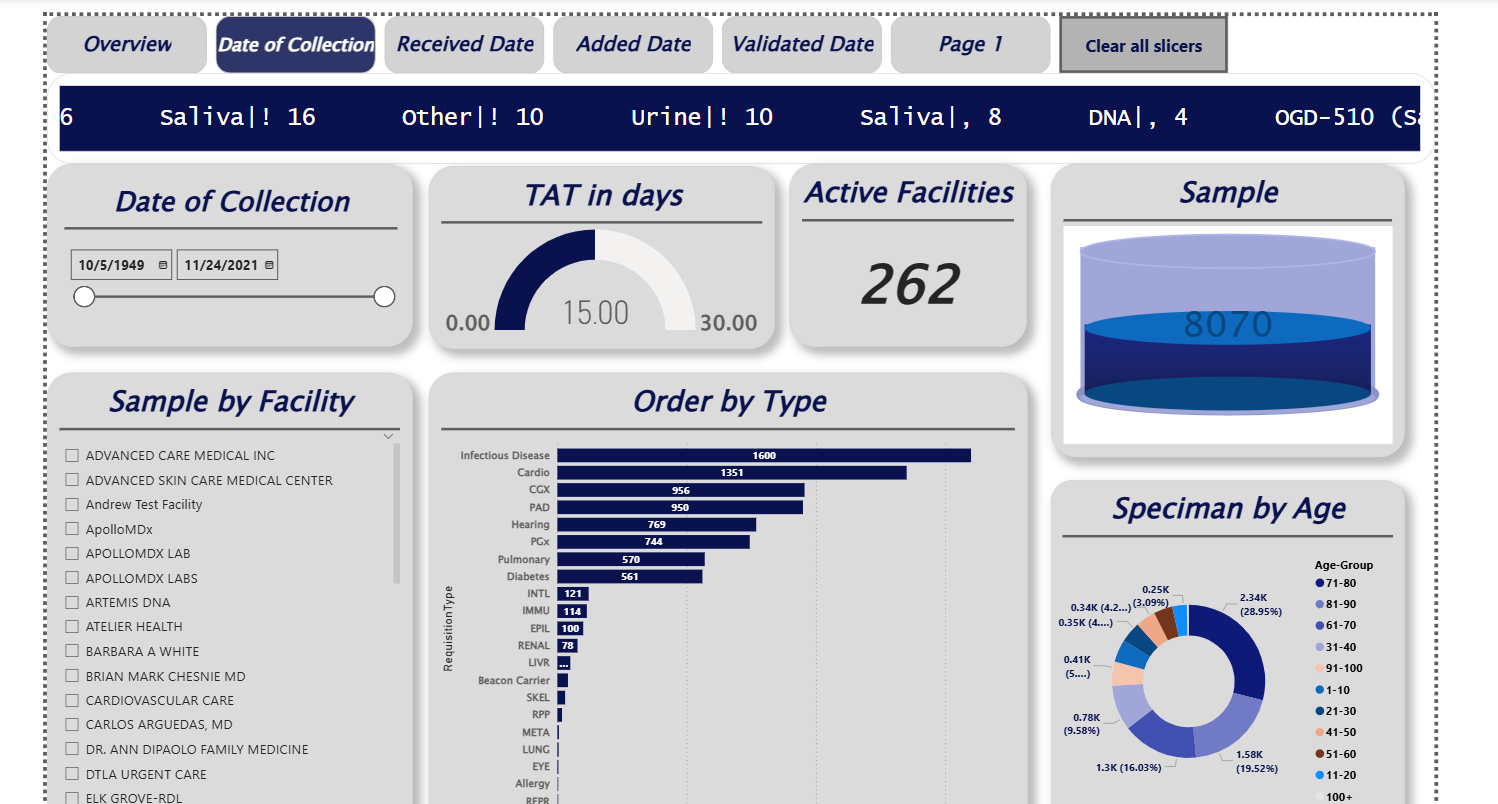 Overview
Date of Collection
Received Date
Added Date
Validated Date
Page 1
Clear all slicers
6 Saliva|! 16 Other|! 10 Urine|! 10 Saliva|, 8 DNA|, 4 OGD-510 (Sa
Date of Collection
10/5/1949
11/24/2021
TAT in days
0.00
15.00
30.00
Active Facilities
262
Sample
8070
Sample by Facility
ADVANCED CARE MEDICAL INC
ADVANCED SKIN CARE MEDICAL CENTER
Andrew Test Facility
ApolloMDx
APOLLOMDX LAB
APOLLOMDX LABS
ARTEMIS DNA
ATELIER HEALTH
BARBARA A WHITE
BRIAN MARK CHESNIE MD
CARDIOVASCULAR CARE
CARLOS ARGUEDAS, MD
DR. ANN DIPAOLO FAMILY MEDICINE
DTLA URGENT CARE
ELK GROVE-RDL
Order by Type
RequisitionType
Infectious Disease 1600
Cardio 1351
CGX 956
PAD 950
Hearing 769
PGx 744
Pulmonary 570
Diabetes 561
INTL 121
IMMU 114
EPIL 100
RENAL 78
LIVR ...
Beacon Carrier
SKEL
RPP
META
LUNG
EYE
Allergy
REPR
Speciman by Age
2.34K
(28.95%)
1.58K
(19.52%)
1.3K (16.03%)
0.78K
(9.58%)
0.41K
(5....)
0.35K (4....)
0.34K (4.2...)
0.25K
(3.09%)
Age-Group
71-80
81-90
61-70
31-40
91-100
1-10
21-30
41-50
51-60
11-20
100+